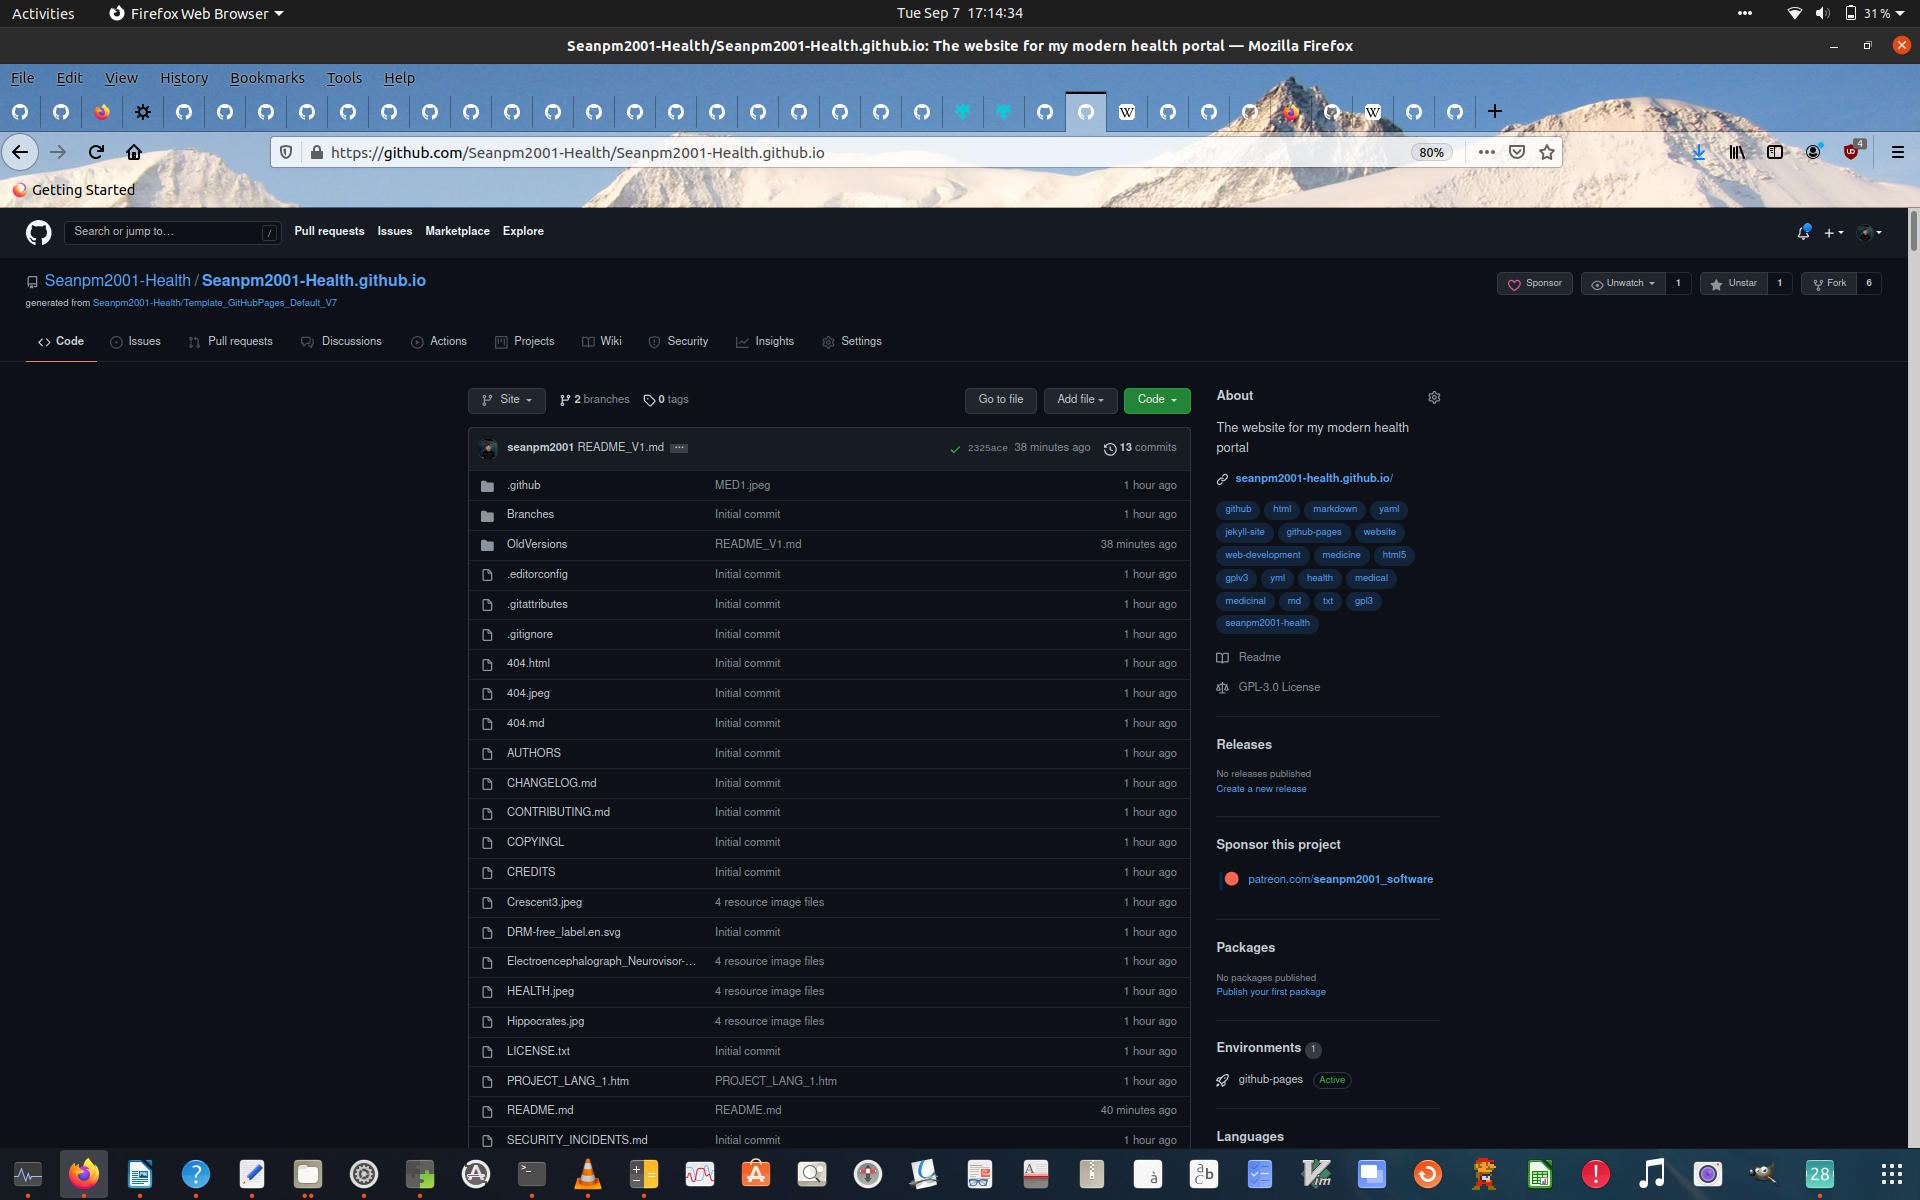 Activities Firefox Web Browser Tue Sep 7 17:14:34 31 %
Seanpm2001-Health/Seanpm2001-Health.github.io: The website for my modern health portal — Mozilla Firefox
File Edit View History Bookmarks Tools Help
https://github.com/Seanpm2001-Health/Seanpm2001-Health.github.io 80% 4
Getting Started
Search or jump to… / Pull requests Issues Marketplace Explore
Seanpm2001-Health / Seanpm2001-Health.github.io Sponsor Unwatch 1 Unstar 1 Fork 6
generated from Seanpm2001-Health/Template_GitHubPages_Default_V7
Code Issues Pull requests Discussions Actions Projects Wiki Security Insights Settings
Site 2 branches 0 tags Go to file Add file Code
seanpm2001 README_V1.md 2325ace 38 minutes ago 13 commits
.github MED1.jpeg 1 hour ago
Branches Initial commit 1 hour ago
OldVersions README_V1.md 38 minutes ago
.editorconfig Initial commit 1 hour ago
.gitattributes Initial commit 1 hour ago
.gitignore Initial commit 1 hour ago
404.html Initial commit 1 hour ago
404.jpeg Initial commit 1 hour ago
404.md Initial commit 1 hour ago
AUTHORS Initial commit 1 hour ago
CHANGELOG.md Initial commit 1 hour ago
CONTRIBUTING.md Initial commit 1 hour ago
COPYINGL Initial commit 1 hour ago
CREDITS Initial commit 1 hour ago
Crescent3.jpeg 4 resource image files 1 hour ago
DRM-free_label.en.svg Initial commit 1 hour ago
Electroencephalograph_Neurovisor-… 4 resource image files 1 hour ago
HEALTH.jpeg 4 resource image files 1 hour ago
Hippocrates.jpg 4 resource image files 1 hour ago
LICENSE.txt Initial commit 1 hour ago
PROJECT_LANG_1.htm PROJECT_LANG_1.htm 1 hour ago
README.md README.md 40 minutes ago
SECURITY_INCIDENTS.md Initial commit 1 hour ago
About
The website for my modern health
portal
seanpm2001-health.github.io/
github html markdown yaml
jekyll-site github-pages website
web-development medicine html5
gplv3 yml health medical
medicinal md txt gpl3
seanpm2001-health
Readme
GPL-3.0 License
Releases
No releases published
Create a new release
Sponsor this project
patreon.com/seanpm2001_software
Packages
No packages published
Publish your first package
Environments 1
github-pages Active
Languages
28